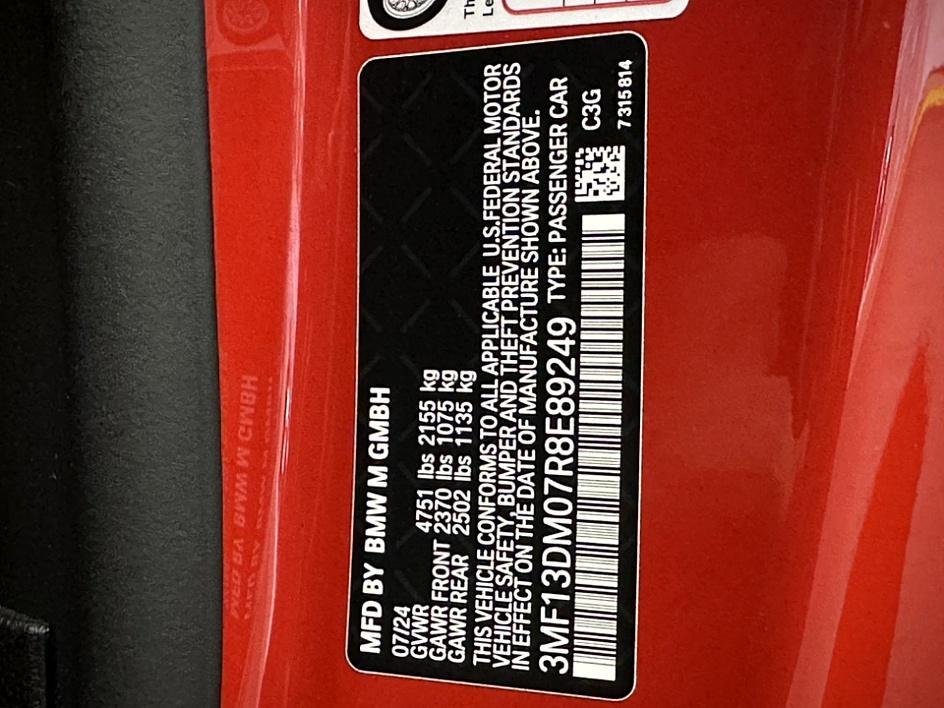 MFD BY BMW M GMBH
07/24
GVWR 4751 lbs 2155 kg
GAWR FRONT 2370 lbs 1075 kg
GAWR REAR 2502 lbs 1135 kg
THIS VEHICLE CONFORMS TO ALL APPLICABLE U.S.FEDERAL MOTOR
VEHICLE SAFETY, BUMPER AND THEFT PREVENTION STANDARDS
IN EFFECT ON THE DATE OF MANUFACTURE SHOWN ABOVE.
3MF13DM07R8E89249 TYPE: PASSENGER CAR
C3G
7315814